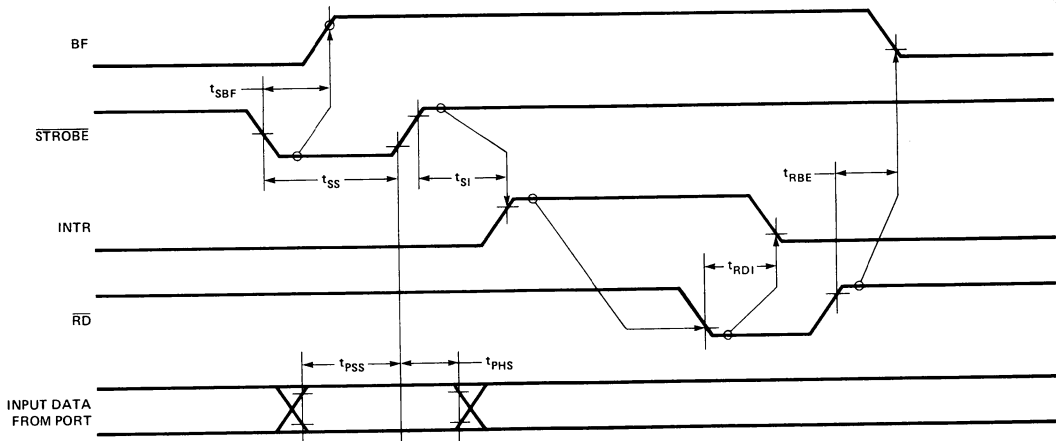 BF
tSBF
STROBE
tSS
tSI
tRBE
INTR
tRDI
RD
tPSS
tPHS
INPUT DATA
FROM PORT